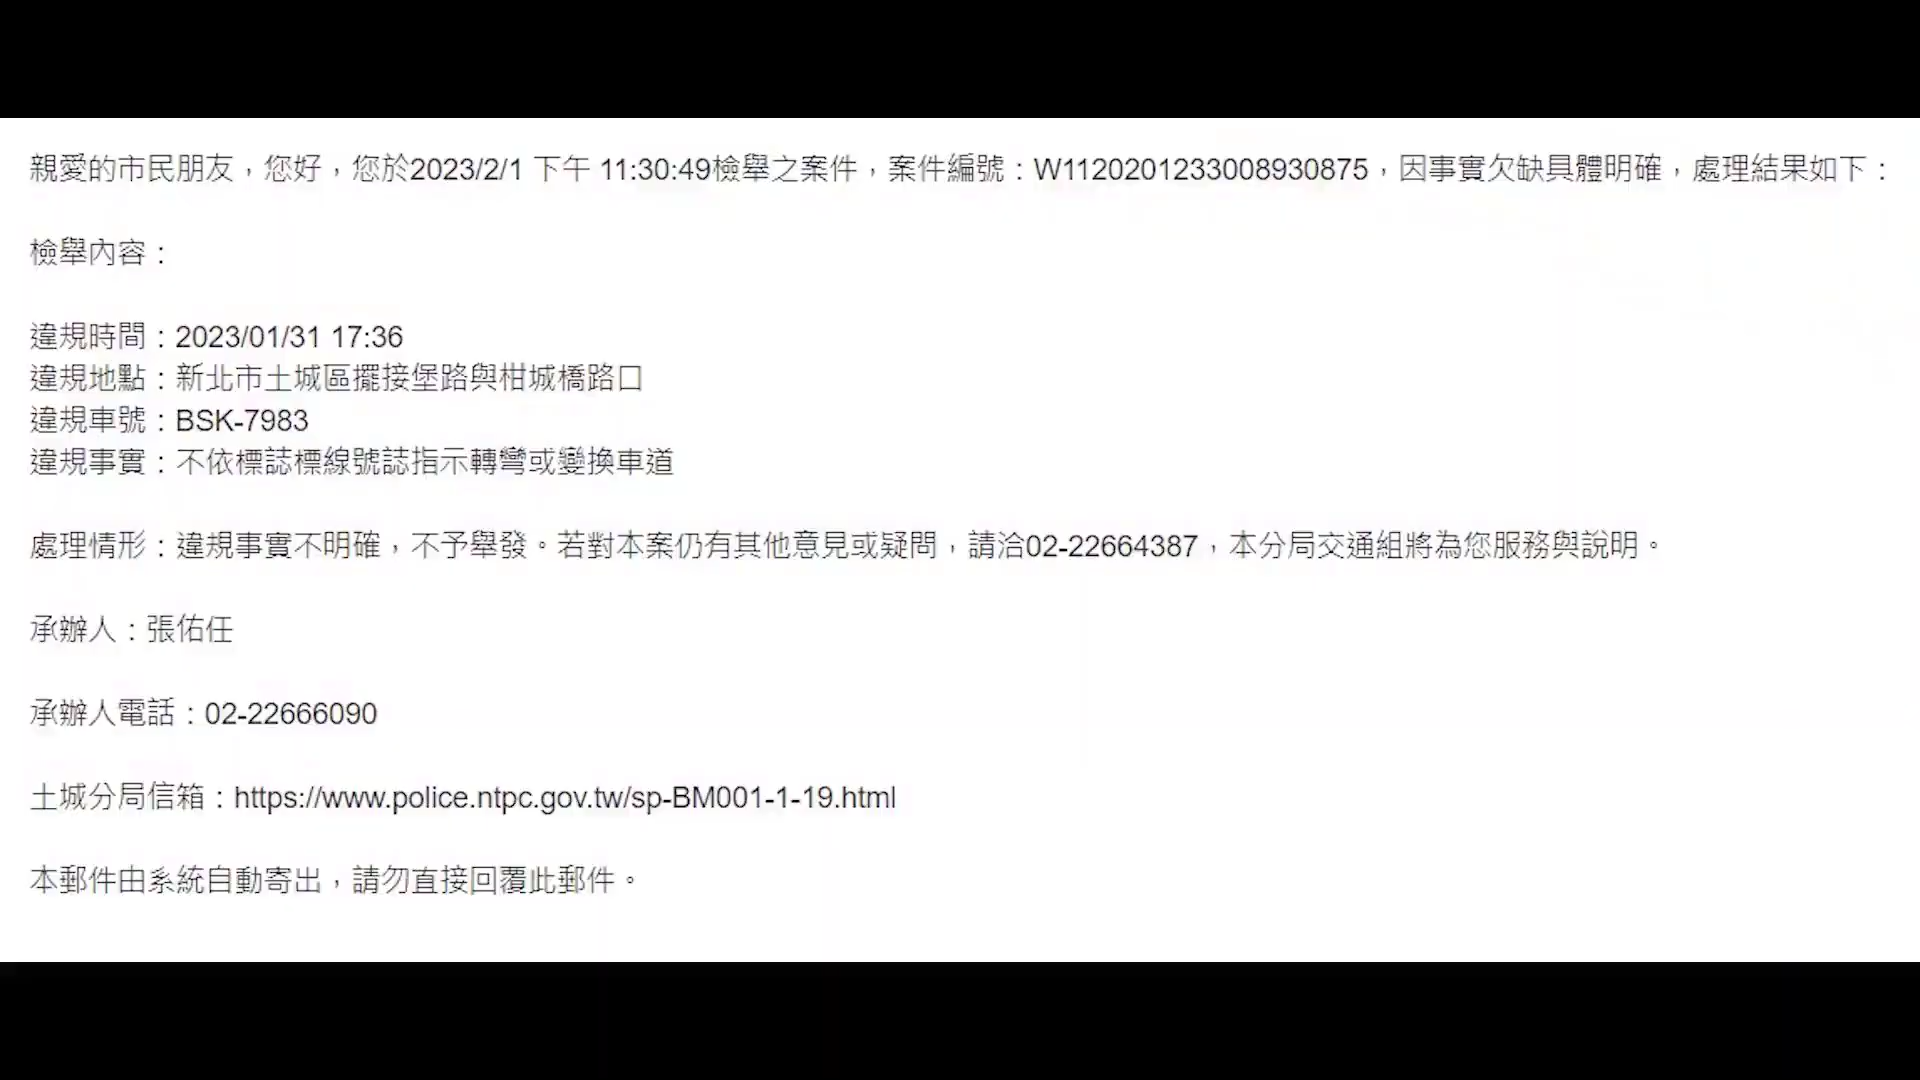 親愛的市民朋友，您好，您於2023/2/1 下午 11:30:49檢舉之案件，案件編號：W1120201233008930875，因事實欠缺具體明確，處理結果如下：
檢舉內容：
違規時間：2023/01/31 17:36
違規地點：新北市土城區擺接堡路與柑城橋路口
違規車號：BSK-7983
違規事實：不依標誌標線號誌指示轉彎或變換車道
處理情形：違規事實不明確，不予舉發。若對本案仍有其他意見或疑問，請洽02-22664387，本分局交通組將為您服務與說明。
承辦人：張佑任
承辦人電話：02-22666090
土城分局信箱：https://www.police.ntpc.gov.tw/sp-BM001-1-19.html
本郵件由系統自動寄出，請勿直接回覆此郵件。